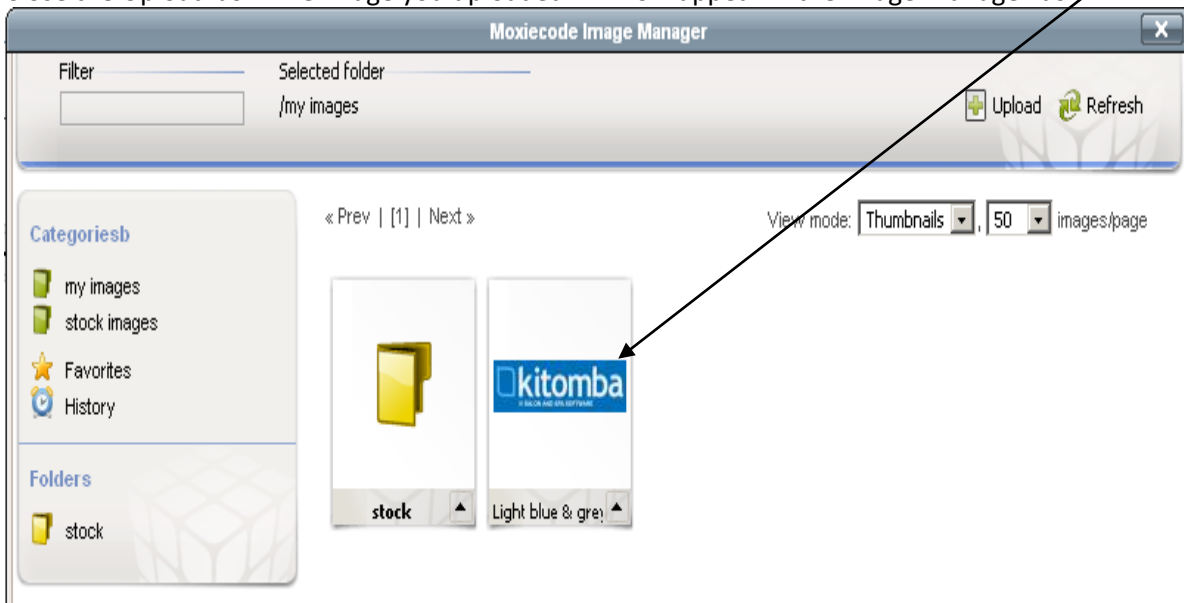 Moxiecode Image Manager X
Filter Selected folder
/my images Upload Refresh
« Prev | [1] | Next » View mode: Thumbnails , 50 images/page
Categoriesb
my images
stock images
Favorites
History
kitomba
Folders
stock
stock Light blue & grey